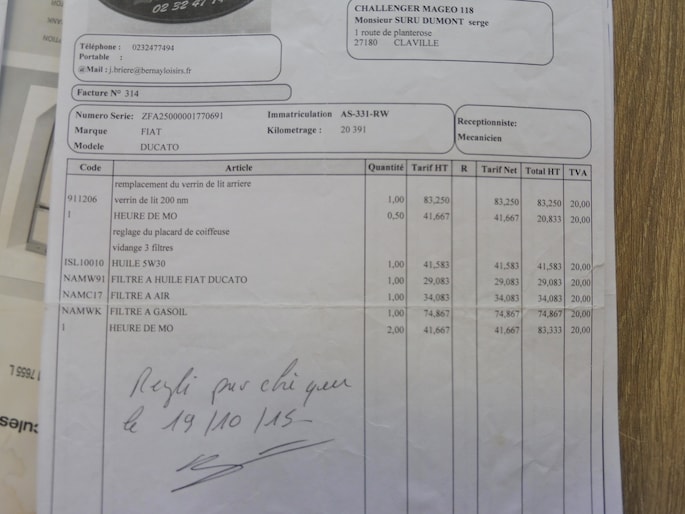 02 32 47 74
CHALLENGER MAGEO 118
Monsieur SURU DUMONT serge
1 route de planterose
27180 CLAVILLE
Téléphone : 0232477494
Portable :
@Mail : j.briere@bernayloisirs.fr
Facture N° 314
Numero Serie: ZFA25000001770691 Immatriculation AS-331-RW
Marque FIAT Kilometrage : 20 391
Modele DUCATO
Receptionniste:
Mecanicien
Code Article Quantité Tarif HT R Tarif Net Total HT TVA
remplacement du verrin de lit arriere
911206 verrin de lit 200 nm 1,00 83,250 83,250 83,250 20,00
1 HEURE DE MO 0,50 41,667 41,667 20,833 20,00
reglage du placard de coiffeuse
vidange 3 filtres
ISL10010 HUILE 5W30 1,00 41,583 41,583 41,583 20,00
NAMW91 FILTRE A HUILE FIAT DUCATO 1,00 29,083 29,083 29,083 20,00
NAMC17 FILTRE A AIR 1,00 34,083 34,083 34,083 20,00
NAMWK FILTRE A GASOIL 1,00 74,867 74,867 74,867 20,00
1 HEURE DE MO 2,00 41,667 41,667 83,333 20,00
Regli par chèque
le 19/10/15
7655 L
cules